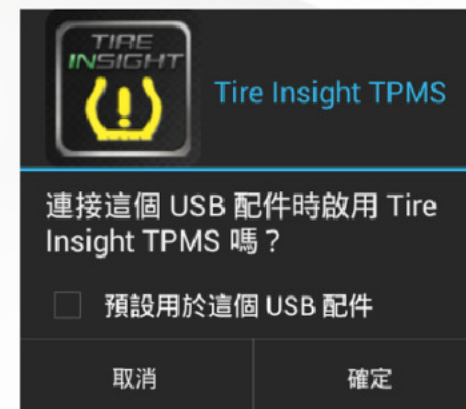 TIRE
INSIGHT
Tire Insight TPMS
連接這個 USB 配件時啟用 Tire
Insight TPMS 嗎？
預設用於這個 USB 配件
取消
確定